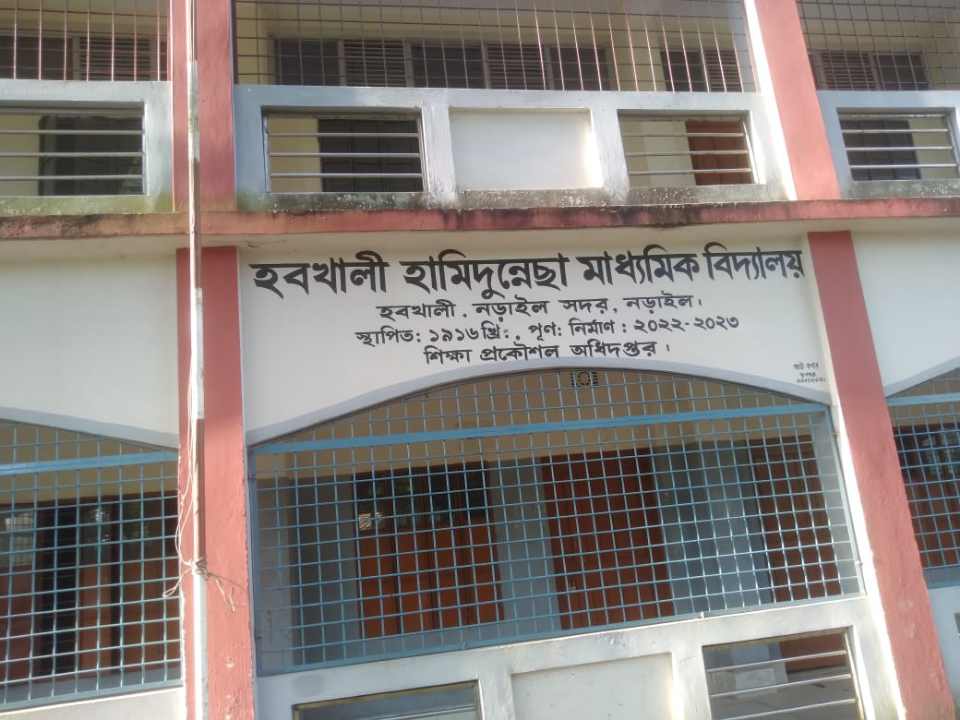 হবখালী হামিদুন্নেছা মাধ্যমিক বিদ্যালয়
হবখালী, নড়াইল সদর, নড়াইল।
স্থাপিত: ১৯১৬খ্রি:, পূণ: নির্মাণ : ২০২২-২০২৩
শিক্ষা প্রকৌশল অধিদপ্তর।